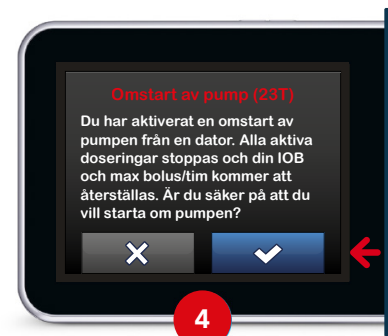 Omstart av pump (23T)
Du har aktiverat en omstart av
pumpen från en dator. Alla aktiva
doseringar stoppas och din IOB
och max bolus/tim kommer att
återställas. Är du säker på att du
vill starta om pumpen?
4